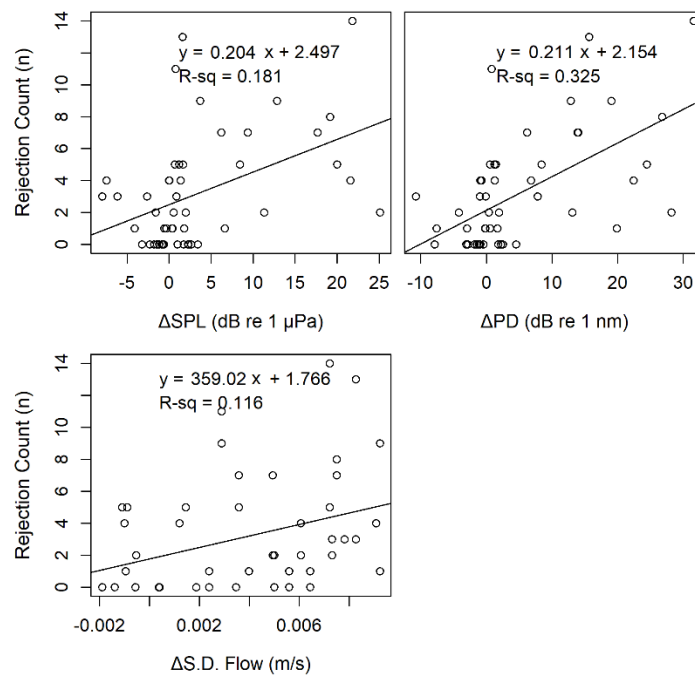 14
12
10
8
6
4
2
0
Rejection Count (n)
y = 0.204 x + 2.497
R-sq = 0.181
-5 0 5 10 15 20 25
ΔSPL (dB re 1 µPa)
y = 0.211 x + 2.154
R-sq = 0.325
-10 0 10 20 30
ΔPD (dB re 1 nm)
14
12
10
8
6
4
2
0
Rejection Count (n)
y = 359.02 x + 1.766
R-sq = 0.116
-0.002 0.002 0.006
ΔS.D. Flow (m/s)